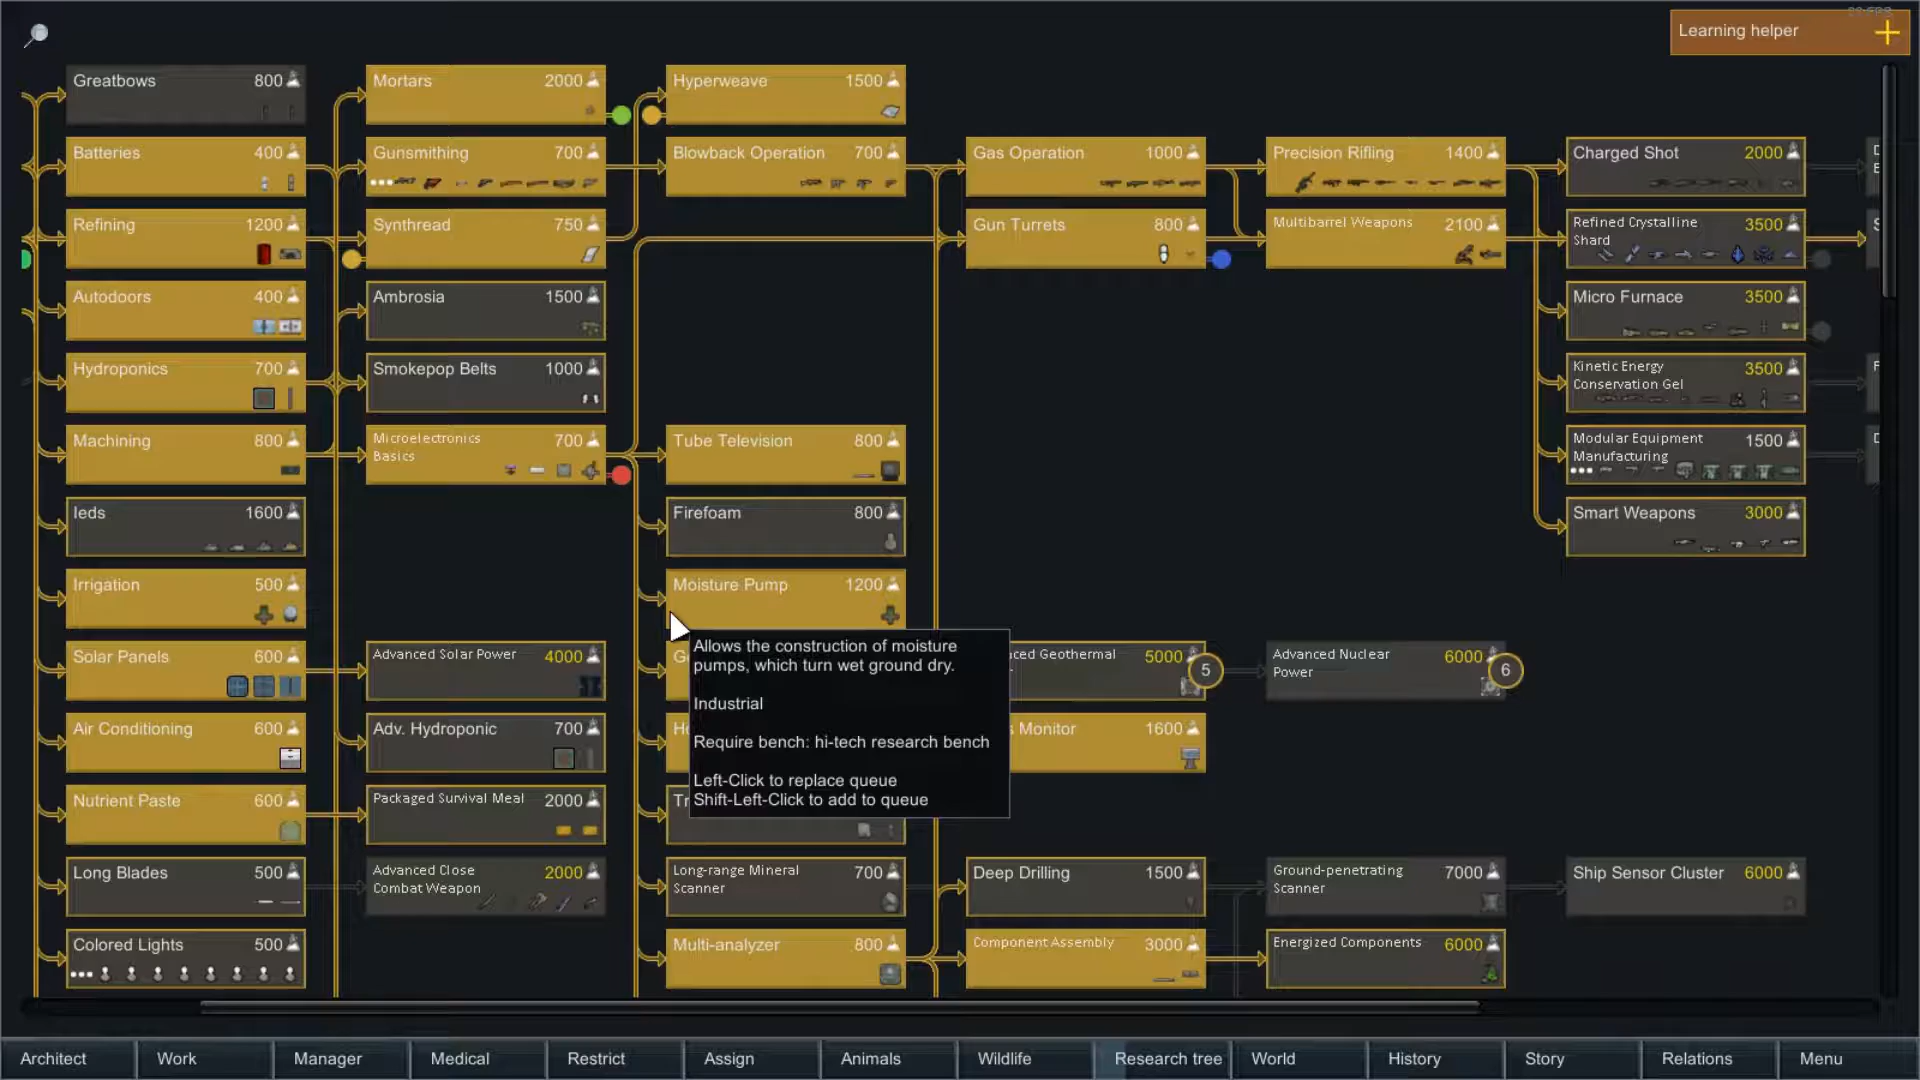 Learning helper
Greatbows 800
Mortars 2000
Hyperweave 1500
Batteries 400
Gunsmithing 700
Blowback Operation 700
Gas Operation 1000
Precision Rifling 1400
Charged Shot 2000
Refining 1200
Synthread 750
Gun Turrets 800
Multibarrel Weapons 2100
Refined Crystalline 3500
Shard
Autodoors 400
Ambrosia 1500
Micro Furnace 3500
Hydroponics 700
Smokepop Belts 1000
Kinetic Energy 3500
Conservation Gel
Machining 800
Microelectronics 700
Basics
Tube Television 800
Modular Equipment 1500
Manufacturing
Ieds 1600
Firefoam 800
Smart Weapons 3000
Irrigation 500
Moisture Pump 1200
Allows the construction of moisture
pumps, which turn wet ground dry.
Industrial
Require bench: hi-tech research bench
Left-Click to replace queue
Shift-Left-Click to add to queue
Solar Panels 600
Advanced Solar Power 4000
G
ced Geothermal 5000
5
Advanced Nuclear 6000
Power
6
Air Conditioning 600
Adv. Hydroponic 700
H
s Monitor 1600
Nutrient Paste 600
Packaged Survival Meal 2000
Tr
Long Blades 500
Advanced Close 2000
Combat Weapon
Long-range Mineral 700
Scanner
Deep Drilling 1500
Ground-penetrating 7000
Scanner
Ship Sensor Cluster 6000
Colored Lights 500
Multi-analyzer 800
Component Assembly 3000
Energized Components 6000
Architect
Work
Manager
Medical
Restrict
Assign
Animals
Wildlife
Research tree
World
History
Story
Relations
Menu